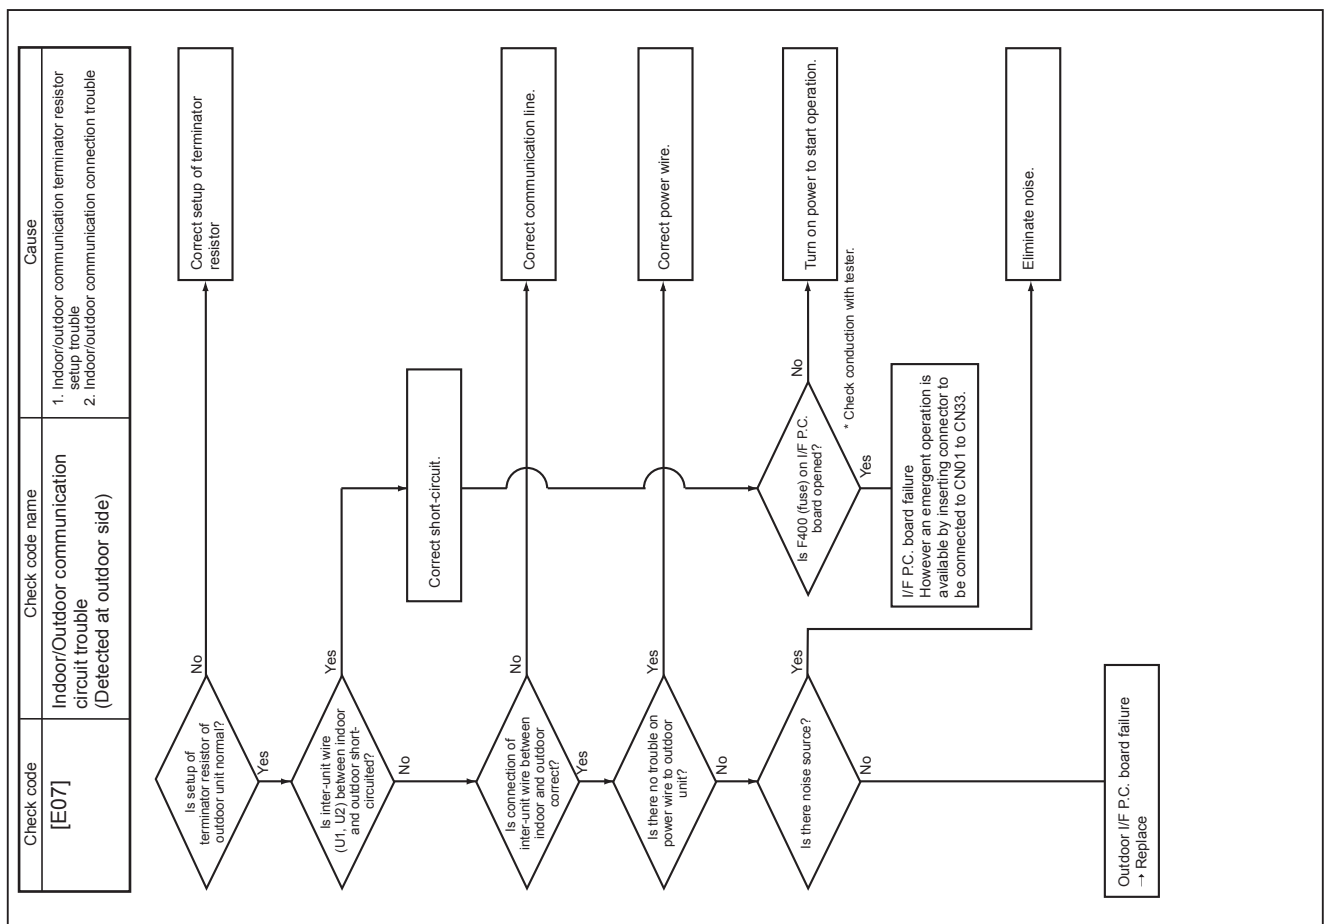 Check code
Check code name
Cause
[E07]
Indoor/Outdoor communication
circuit trouble
(Detected at outdoor side)
1. Indoor/outdoor communication terminator resistor
setup trouble
2. Indoor/outdoor communication connection trouble
Is setup of
terminator resistor of
outdoor unit normal?
No
Correct setup of terminator
resistor
Yes
Is inter-unit wire
(U1, U2) between indoor
and outdoor short-
circuited?
Yes
Correct short-circuit.
No
Is connection of
inter-unit wire between
indoor and outdoor
correct?
No
Correct communication line.
Yes
Is there no trouble on
power wire to outdoor
unit?
Yes
Correct power wire.
No
Is F400 (fuse) on I/F P.C.
board opened?
No
Turn on power to start operation.
* Check conduction with tester.
Yes
I/F P.C. board failure
However an emergent operation is
available by inserting connector to
be connected to CN01 to CN33.
Is there noise source?
Yes
Eliminate noise.
No
Outdoor I/F P.C. board failure
→ Replace